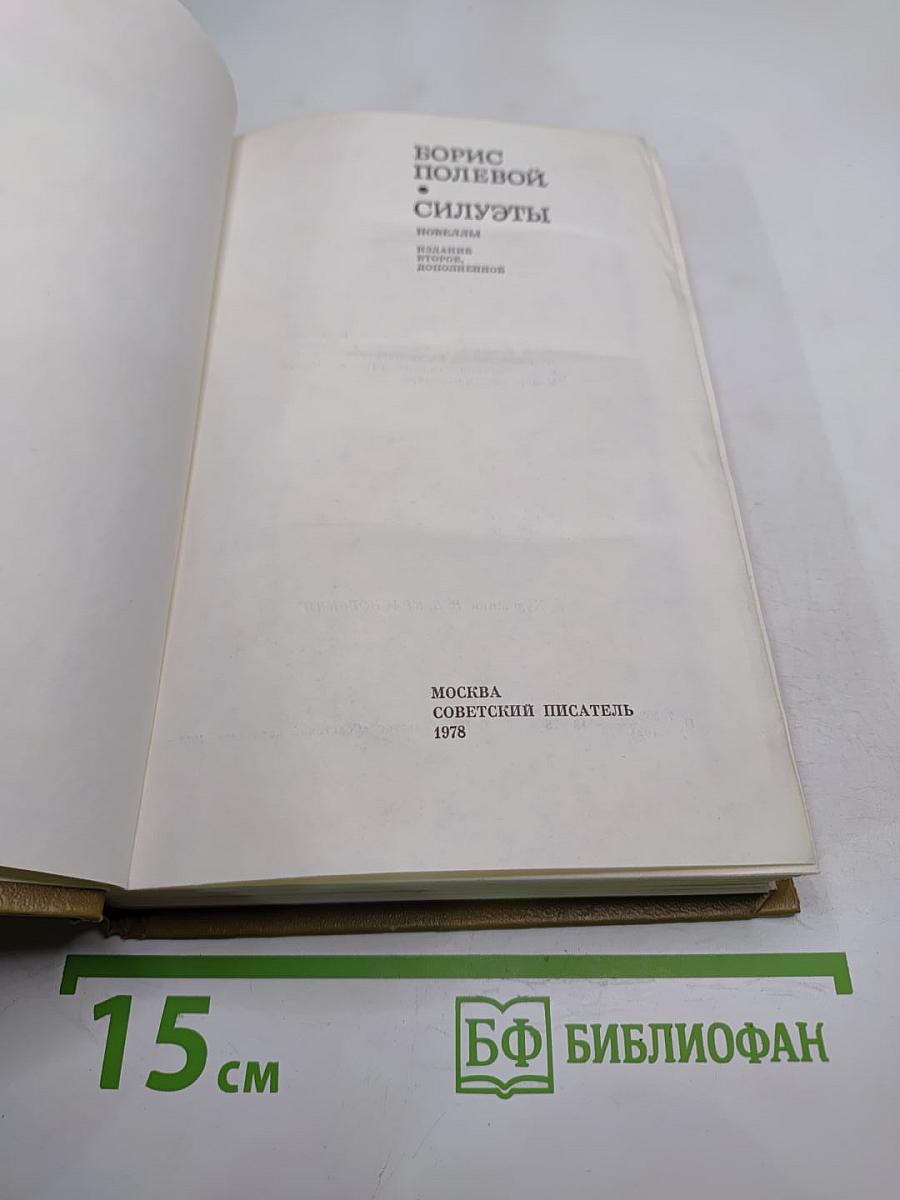 БОРИС
ПОЛЕВОЙ
СИЛУЭТЫ
НОВЕЛЛЫ
ИЗДАНИЕ
ВТОРОЕ,
ДОПОЛНЕННОЕ
МОСКВА
СОВЕТСКИЙ ПИСАТЕЛЬ
1978
15 см
БФ БИБЛИОФАН